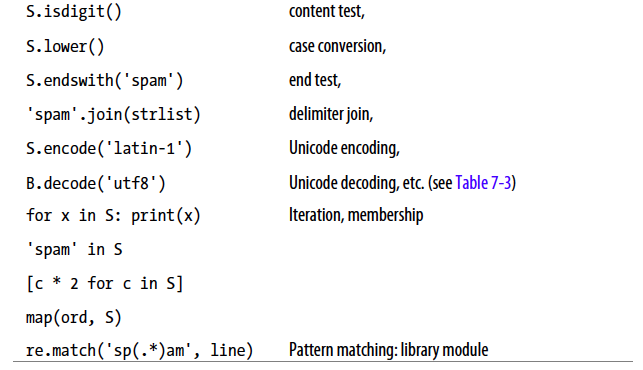 S.isdigit() content test,
S.lower() case conversion,
S.endswith('spam') end test,
'spam'.join(strlist) delimiter join,
S.encode('latin-1') Unicode encoding,
B.decode('utf8') Unicode decoding, etc. (see Table 7-3)
for x in S: print(x) Iteration, membership
'spam' in S
[c * 2 for c in S]
map(ord, S)
re.match('sp(.*)am', line) Pattern matching: library module